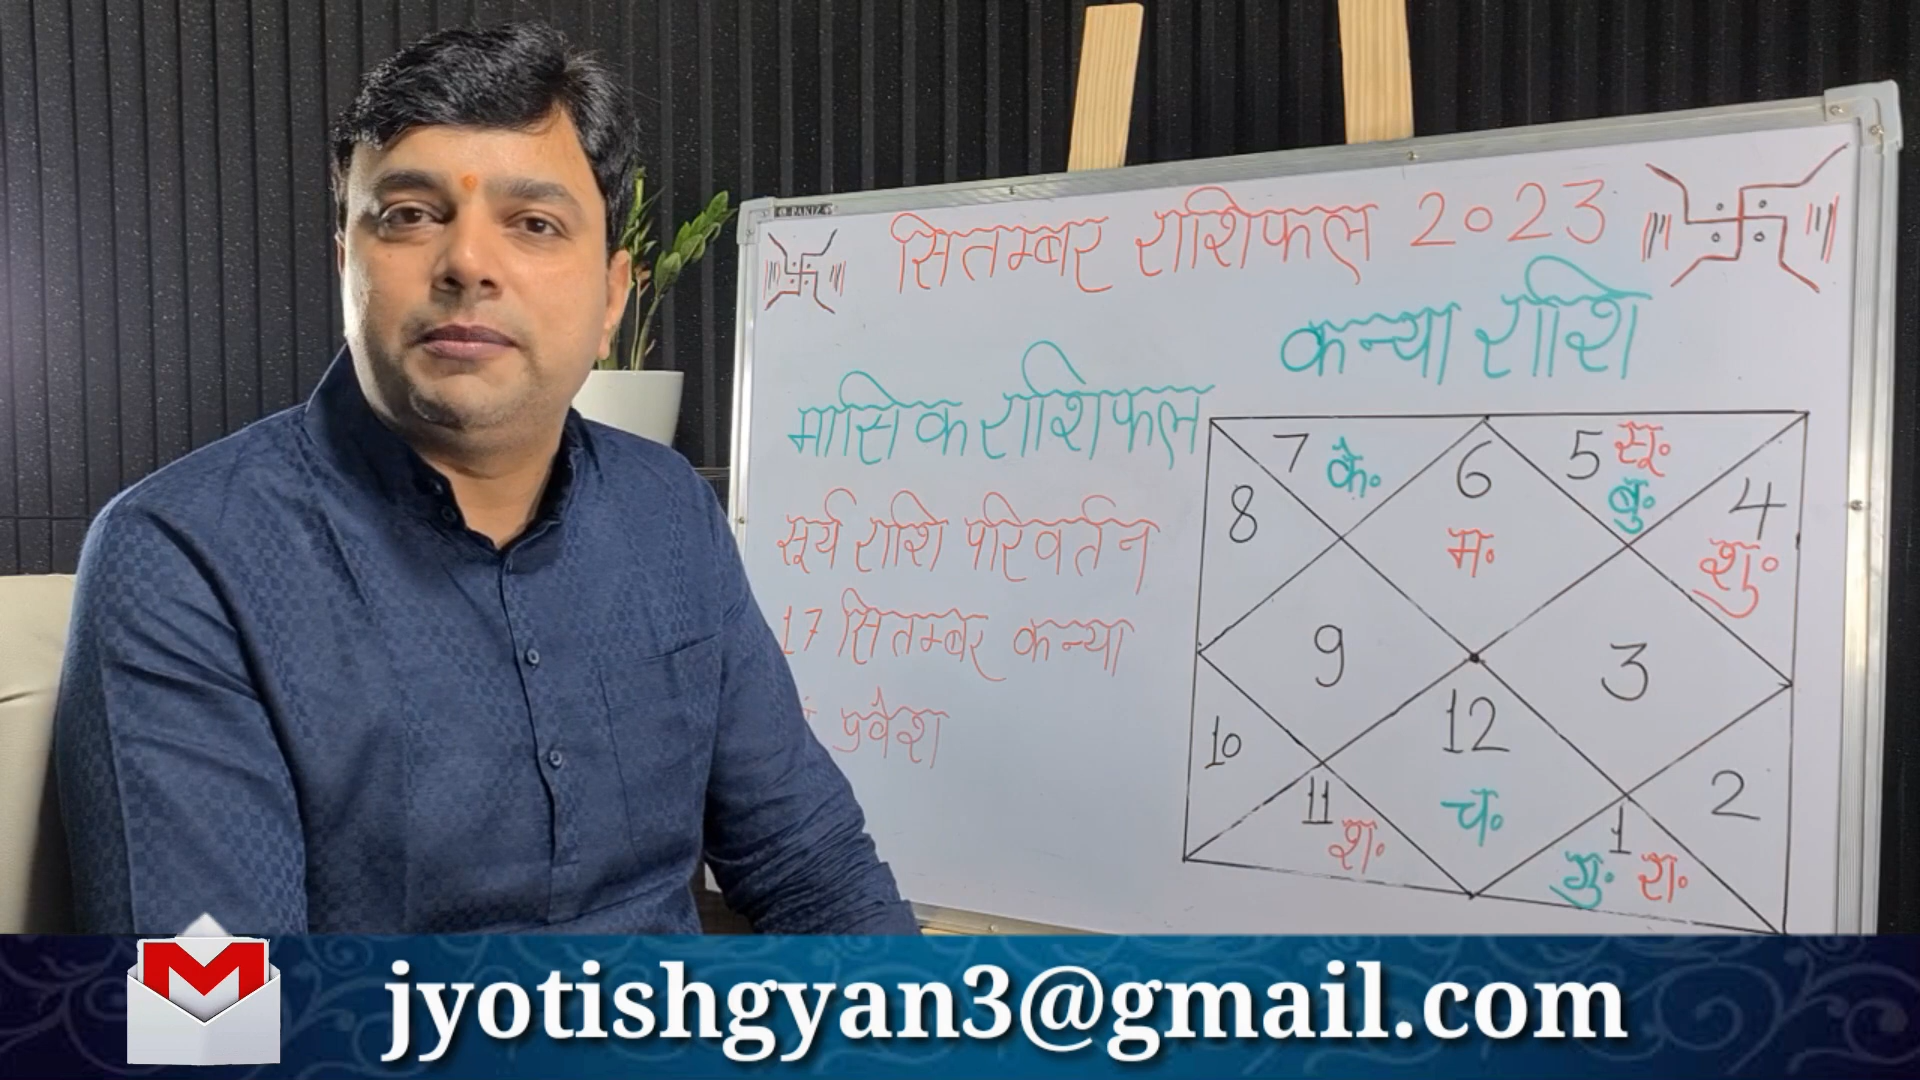 सितम्बर राशिफल 2023
कन्या राशि
मासिक राशिफल
सूर्य राशि परिवर्तन
17 सितम्बर कन्या
में प्रवेश
7 के॰
6
मं॰
5 सू॰
बु॰
4
शु॰
8
9
3
10
12
च॰
11
श॰
1
गु॰ रा॰
2
jyotishgyan3@gmail.com